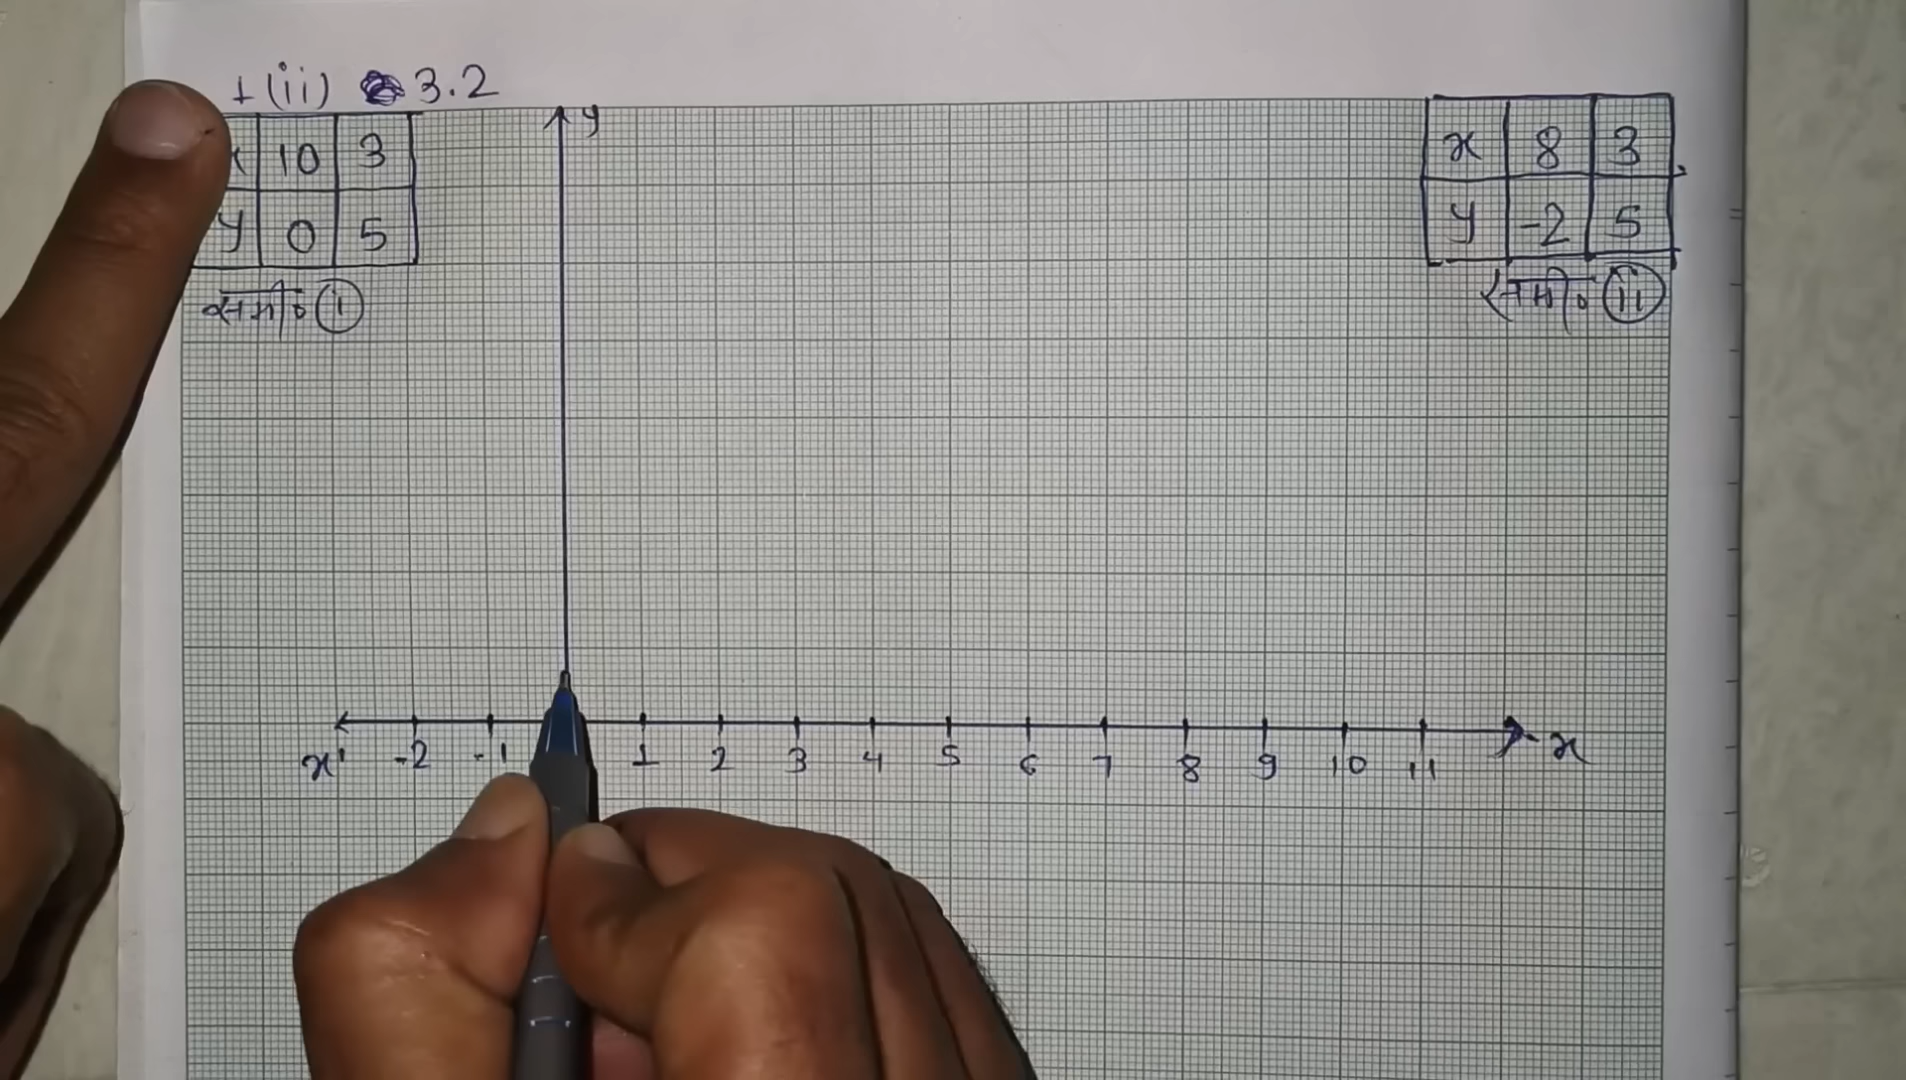 1(ii) 3.2
x 10 3
y 0 5
समी० (i)
x 8 3
y -2 5
समी० (ii)
y
x' -2 -1 1 2 3 4 5 6 7 8 9 10 11 x